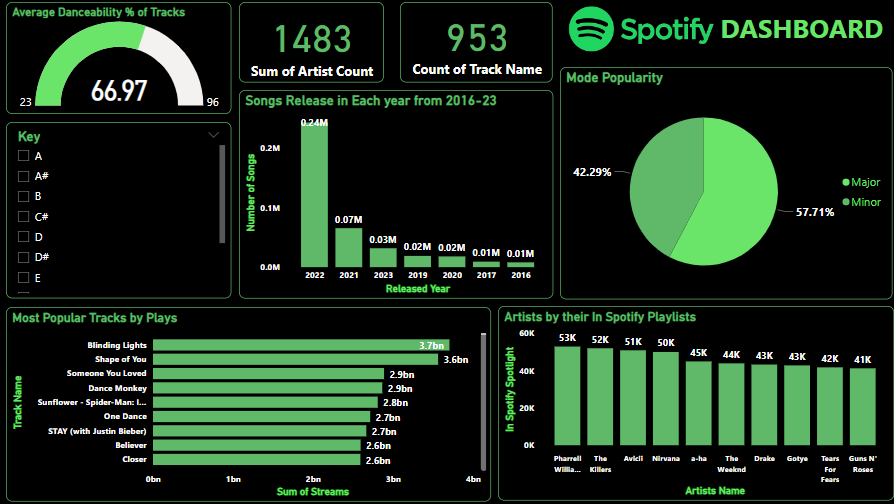 Average Danceability % of Tracks
66.97
23
96
1483
Sum of Artist Count
953
Count of Track Name
Spotify DASHBOARD
Key
A
A#
B
C#
D
D#
E
Songs Release in Each year from 2016-23
Number of Songs
0.2M
0.1M
0.0M
0.24M
0.07M
0.03M
0.02M
0.02M
0.01M
0.01M
2022
2021
2023
2019
2020
2017
2016
Released Year
Mode Popularity
42.29%
57.71%
Major
Minor
Most Popular Tracks by Plays
Track Name
Blinding Lights
3.7bn
Shape of You
3.6bn
Someone You Loved
2.9bn
Dance Monkey
2.9bn
Sunflower - Spider-Man: I...
2.8bn
One Dance
2.7bn
STAY (with Justin Bieber)
2.7bn
Believer
2.6bn
Closer
2.6bn
0bn
1bn
2bn
3bn
4bn
Sum of Streams
Artists by their In Spotify Playlists
In Spotify Spotlight
60K
40K
20K
0K
53K
52K
51K
50K
45K
44K
43K
43K
42K
41K
Pharrell
Willia...
The
Killers
Avicii
Nirvana
a-ha
The
Weeknd
Drake
Gotye
Tears
For
Fears
Guns N'
Roses
Artists Name